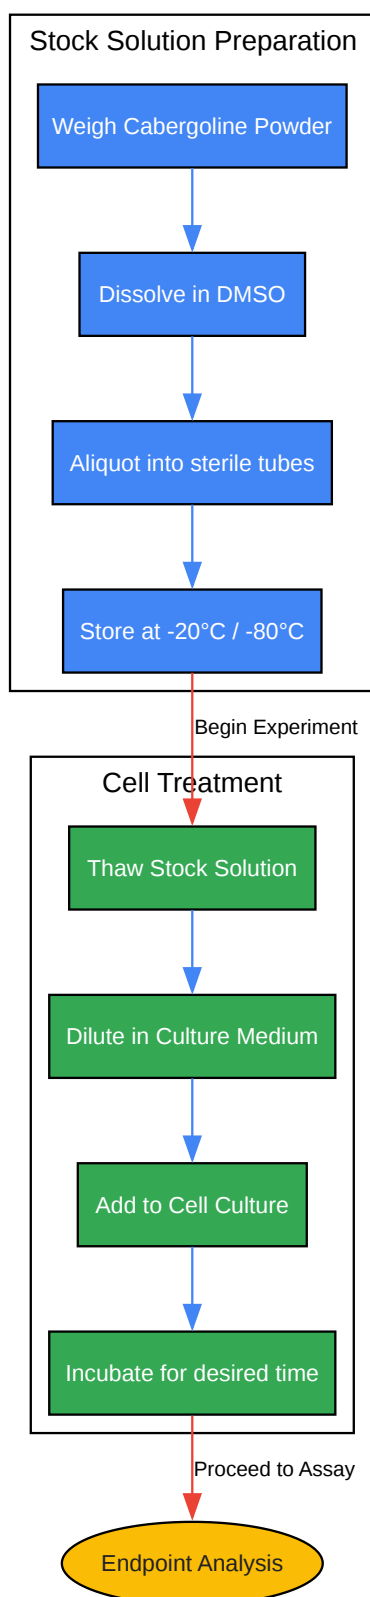 Stock Solution Preparation
Weigh Cabergoline Powder
Dissolve in DMSO
Aliquot into sterile tubes
Store at -20°C / -80°C
Begin Experiment
Cell Treatment
Thaw Stock Solution
Dilute in Culture Medium
Add to Cell Culture
Incubate for desired time
Proceed to Assay
Endpoint Analysis